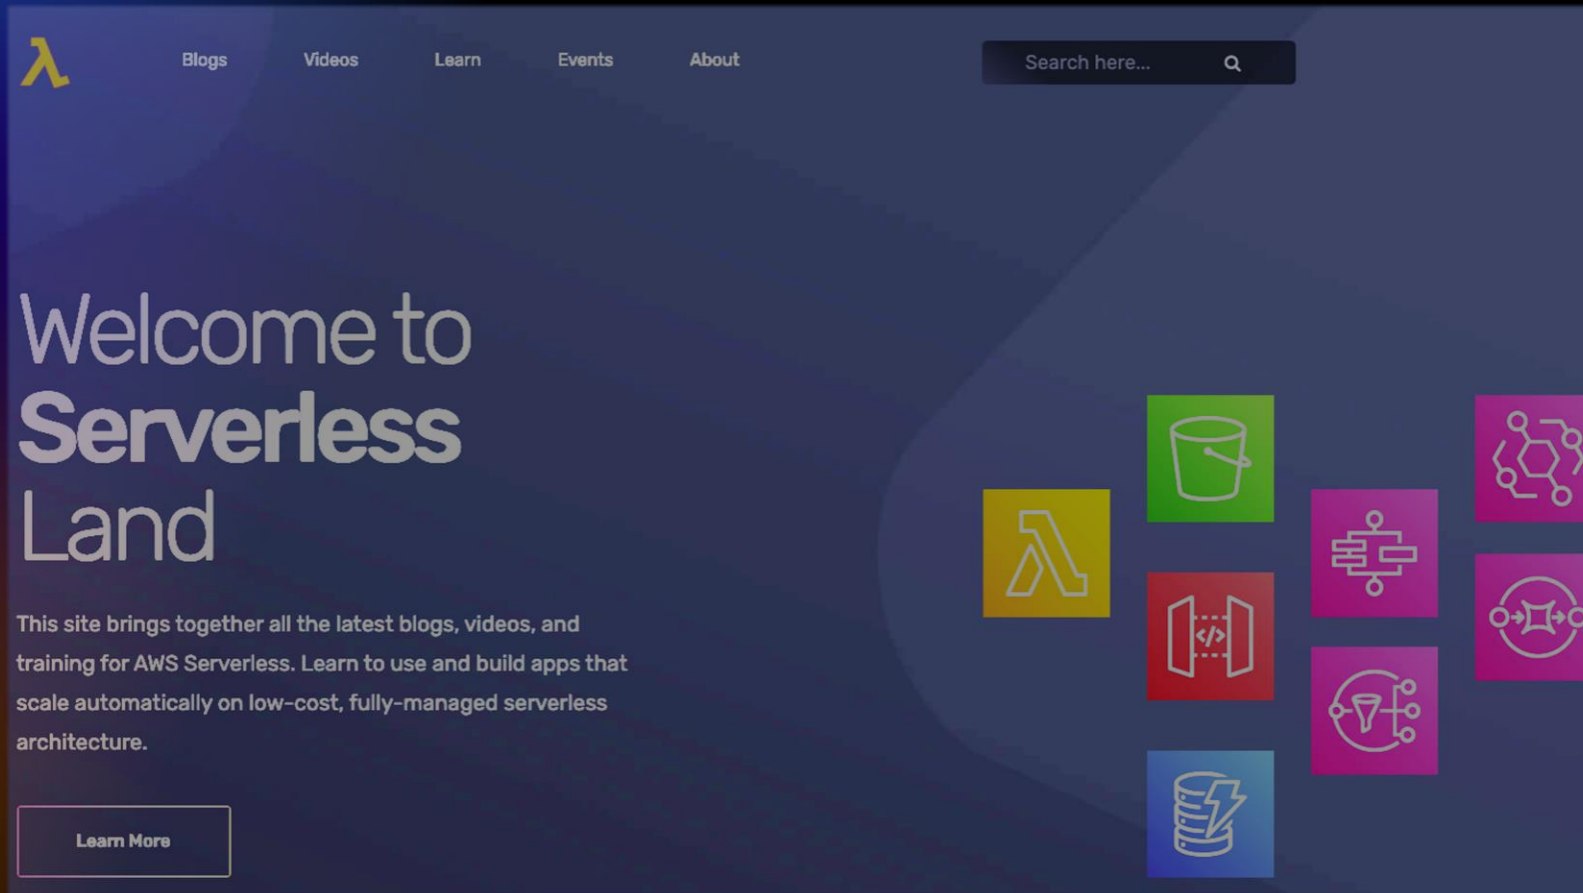 Blogs Videos Learn Events About Search here...
Welcome to
Serverless
Land
This site brings together all the latest blogs, videos, and
training for AWS Serverless. Learn to use and build apps that
scale automatically on low-cost, fully-managed serverless
architecture.
Learn More